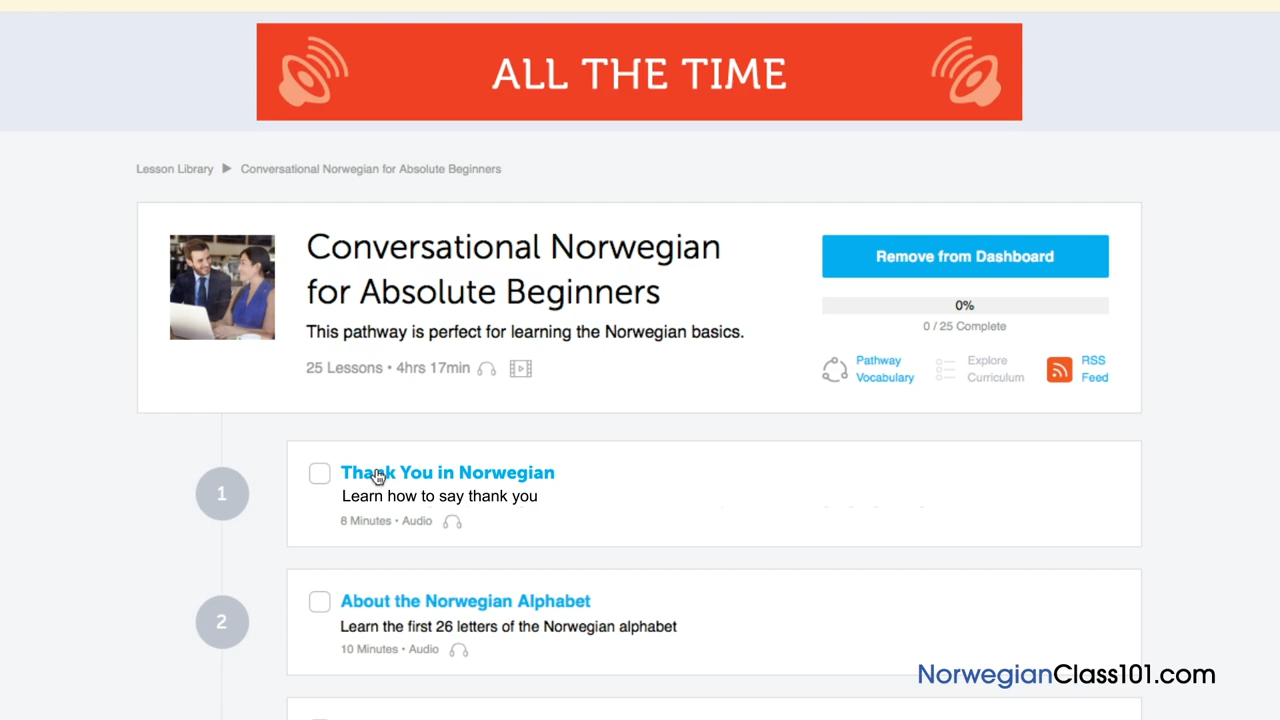 ALL THE TIME
Lesson Library ▶ Conversational Norwegian for Absolute Beginners
Conversational Norwegian
for Absolute Beginners
This pathway is perfect for learning the Norwegian basics.
25 Lessons • 4hrs 17min
Remove from Dashboard
0%
0 / 25 Complete
Pathway
Vocabulary
Explore
Curriculum
RSS
Feed
1
Thank You in Norwegian
Learn how to say thank you
8 Minutes • Audio
2
About the Norwegian Alphabet
Learn the first 26 letters of the Norwegian alphabet
10 Minutes • Audio
NorwegianClass101.com